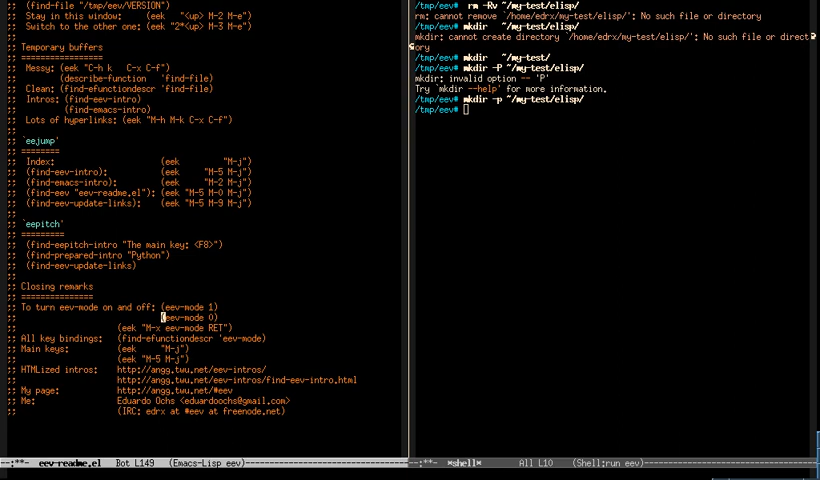 ;;  (find-file "/tmp/eev/VERSION")
;;  Stay in this window:    (eek   "<up> M-2 M-e")
;;  Switch to the other one: (eek "2*<up> M-3 M-e")
;;
;; Temporary buffers
;; =================
;;  Messy: (eek "C-h k   C-x C-f")
;;         (describe-function  'find-file)
;;  Clean: (find-efunctiondescr 'find-file)
;;  Intros: (find-eev-intro)
;;          (find-emacs-intro)
;;  Lots of hyperlinks: (eek "M-h M-k C-x C-f")
;;
;; `eejump'
;; ========
;;  Index:                     (eek         "M-j")
;;  (find-eev-intro):          (eek     "M-5 M-j")
;;  (find-emacs-intro):        (eek     "M-2 M-j")
;;  (find-eev "eev-readme.el"): (eek "M-5 M-0 M-j")
;;  (find-eev-update-links):   (eek "M-5 M-9 M-j")
;;
;; `eepitch'
;; =========
;;  (find-eepitch-intro "The main key: <F8>")
;;  (find-prepared-intro "Python")
;;  (find-eev-update-links)
;;
;; Closing remarks
;; ===============
;; To turn eev-mode on and off: (eev-mode 1)
;;                              (eev-mode 0)
;;                    (eek "M-x eev-mode RET")
;; All key bindings:  (find-efunctiondescr 'eev-mode)
;; Main keys:         (eek     "M-j")
;;                    (eek "M-5 M-j")
;; HTMLized intros:   http://angg.twu.net/eev-intros/
;;                    http://angg.twu.net/eev-intros/find-eev-intro.html
;; My page:           http://angg.twu.net/#eev
;; Me:                Eduardo Ochs <eduardoochs@gmail.com>
;;                    (IRC: edrx at #eev at freenode.net)
--:**-  eev-readme.el   Bot L149   (Emacs-Lisp eev)
/tmp/eev#  rm -Rv ~/my-test/elisp/
rm: cannot remove `/home/edrx/my-test/elisp/': No such file or directory
/tmp/eev# mkdir   ~/my-test/elisp/
mkdir: cannot create directory `/home/edrx/my-test/elisp/': No such file or direct
ory
/tmp/eev# mkdir   ~/my-test/
/tmp/eev# mkdir -P ~/my-test/elisp/
mkdir: invalid option -- 'P'
Try `mkdir --help' for more information.
/tmp/eev# mkdir -p ~/my-test/elisp/
/tmp/eev#
--:**-  *shell*        All L10    (Shell:run eev)